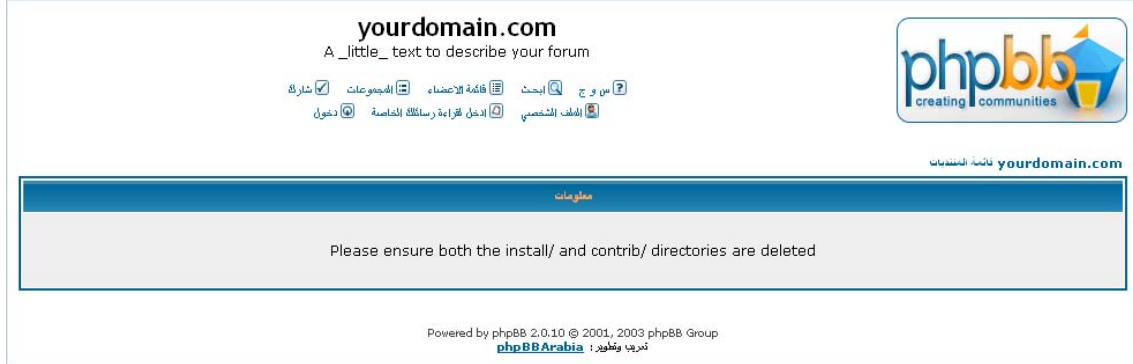 yourdomain.com
A _little_ text to describe your forum
phpbb
creating communities
س و ج ابحث قائمة الاعضاء المجموعات شارك
الملف الشخصي ادخل لقراءة رسائلك الخاصة دخول
yourdomain.com قائمة المنتديات
معلومات
Please ensure both the install/ and contrib/ directories are deleted
Powered by phpBB 2.0.10 © 2001, 2003 phpBB Group
تعريب وتطوير : phpBBArabia